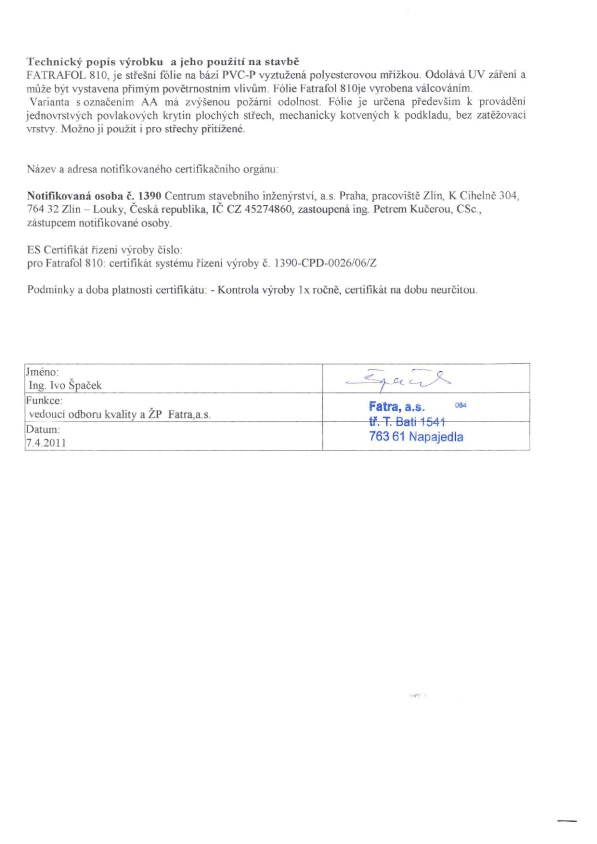 Technický popis výrobku a jeho použití na stavbě
FATRAFOL 810, je střešní fólie na bázi PVC-P vyztužená polyesterovou mřížkou. Odolává UV záření a
může být vystavena přímým povětrnostním vlivům. Fólie Fatrafol 810je vyrobena válcováním.
Varianta s označením AA má zvýšenou požární odolnost. Fólie je určena především k provádění
jednovrstvých povlakových krytin plochých střech, mechanicky kotvených k podkladu, bez zatěžovací
vrstvy. Možno ji použít i pro střechy přitížené.
Název a adresa notifikovaného certifikačního orgánu:
Notifikovaná osoba č. 1390 Centrum stavebního inženýrství, a.s. Praha, pracoviště Zlín, K Cihelně 304,
764 32 Zlín – Louky, Česká republika, IČ CZ 45274860, zastoupená ing. Petrem Kučerou, CSc.,
zástupcem notifikované osoby.
ES Certifikát řízení výroby číslo:
pro Fatrafol 810: certifikát systému řízení výroby č. 1390-CPD-0026/06/Z
Podmínky a doba platnosti certifikátu: - Kontrola výroby 1x ročně, certifikát na dobu neurčitou.
Jméno:
Ing. Ivo Špaček
Špaček
Funkce:
vedoucí odboru kvality a ŽP Fatra,a.s.
Datum:
7.4.2011
Fatra, a.s. 084
tř. T. Bati 1541
763 61 Napajedla